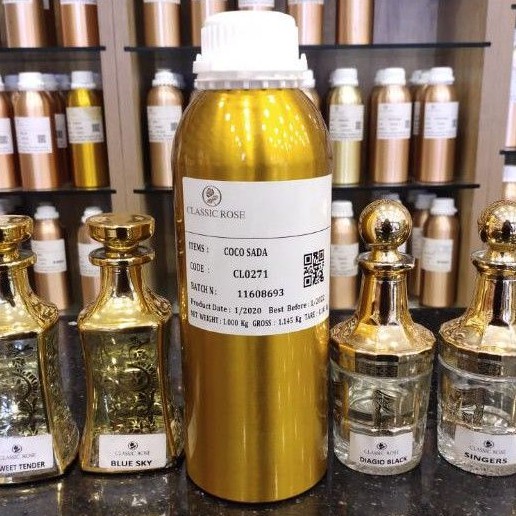 CLASSIC ROSE
ITEMS : COCO SADA
CODE : CL0271
BATCH N : 11608693
Product Date : 1/2020 Best Before : 1/2022
NET WEIGHT : 1.000 Kg GROSS : 1.145 Kg TARE :
CLASSIC ROSE
WEET TENDER
CLASSIC ROSE
BLUE SKY
CLASSIC ROSE
DIAGIO BLACK
CLASSIC ROSE
SINGERS